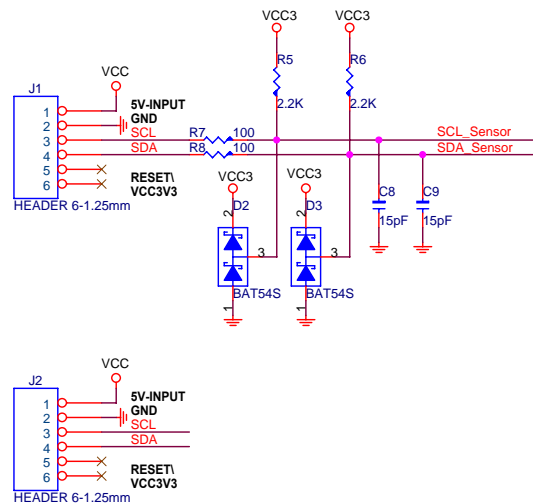 VCC3
VCC3
R5
R6
2.2K
2.2K
J1
VCC
1
2
3
4
5
6
5V-INPUT
GND
SCL
SDA
RESET\
VCC3V3
HEADER 6-1.25mm
R7
100
R8
100
SCL_Sensor
SDA_Sensor
VCC3
VCC3
D2
D3
2
2
3
3
1
1
BAT54S
BAT54S
C8
C9
15pF
15pF
J2
VCC
1
2
3
4
5
6
5V-INPUT
GND
SCL
SDA
RESET\
VCC3V3
HEADER 6-1.25mm